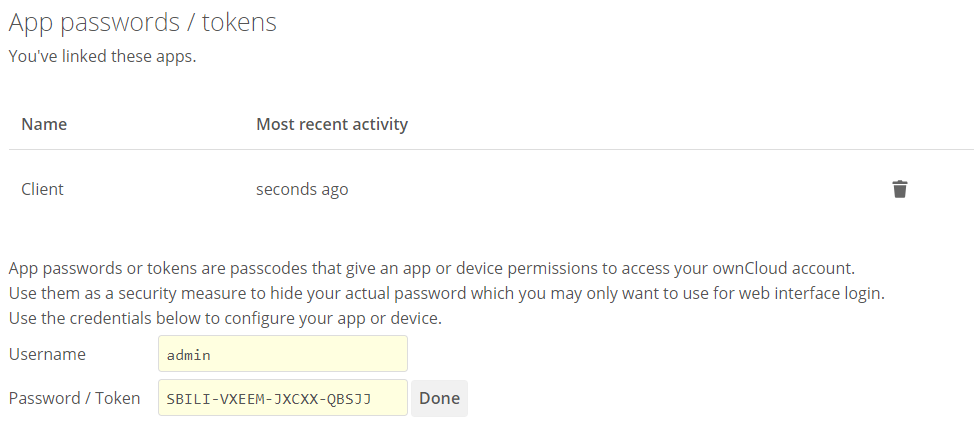 App passwords / tokens
You've linked these apps.
Name Most recent activity
Client seconds ago
App passwords or tokens are passcodes that give an app or device permissions to access your ownCloud account.
Use them as a security measure to hide your actual password which you may only want to use for web interface login.
Use the credentials below to configure your app or device.
Username admin
Password / Token SBILI-VXEEM-JXCXX-QBSJJ Done